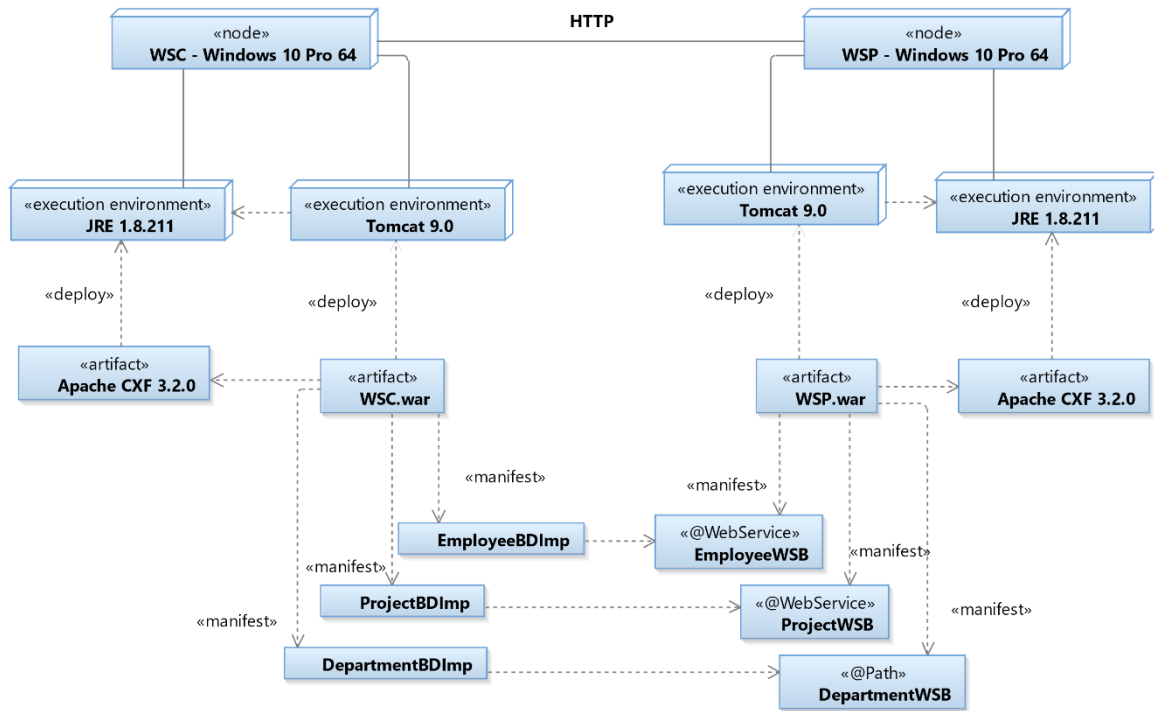 HTTP
«node»
WSC - Windows 10 Pro 64
«node»
WSP - Windows 10 Pro 64
«execution environment»
JRE 1.8.211
«execution environment»
Tomcat 9.0
«execution environment»
Tomcat 9.0
«execution environment»
JRE 1.8.211
«deploy»
«deploy»
«deploy»
«deploy»
«artifact»
Apache CXF 3.2.0
«artifact»
WSC.war
«artifact»
WSP.war
«artifact»
Apache CXF 3.2.0
«manifest»
«manifest»
EmployeeBDImp
«@WebService»
EmployeeWSB
«manifest»
«manifest»
ProjectBDImp
«@WebService»
ProjectWSB
«manifest»
«manifest»
DepartmentBDImp
«@Path»
DepartmentWSB